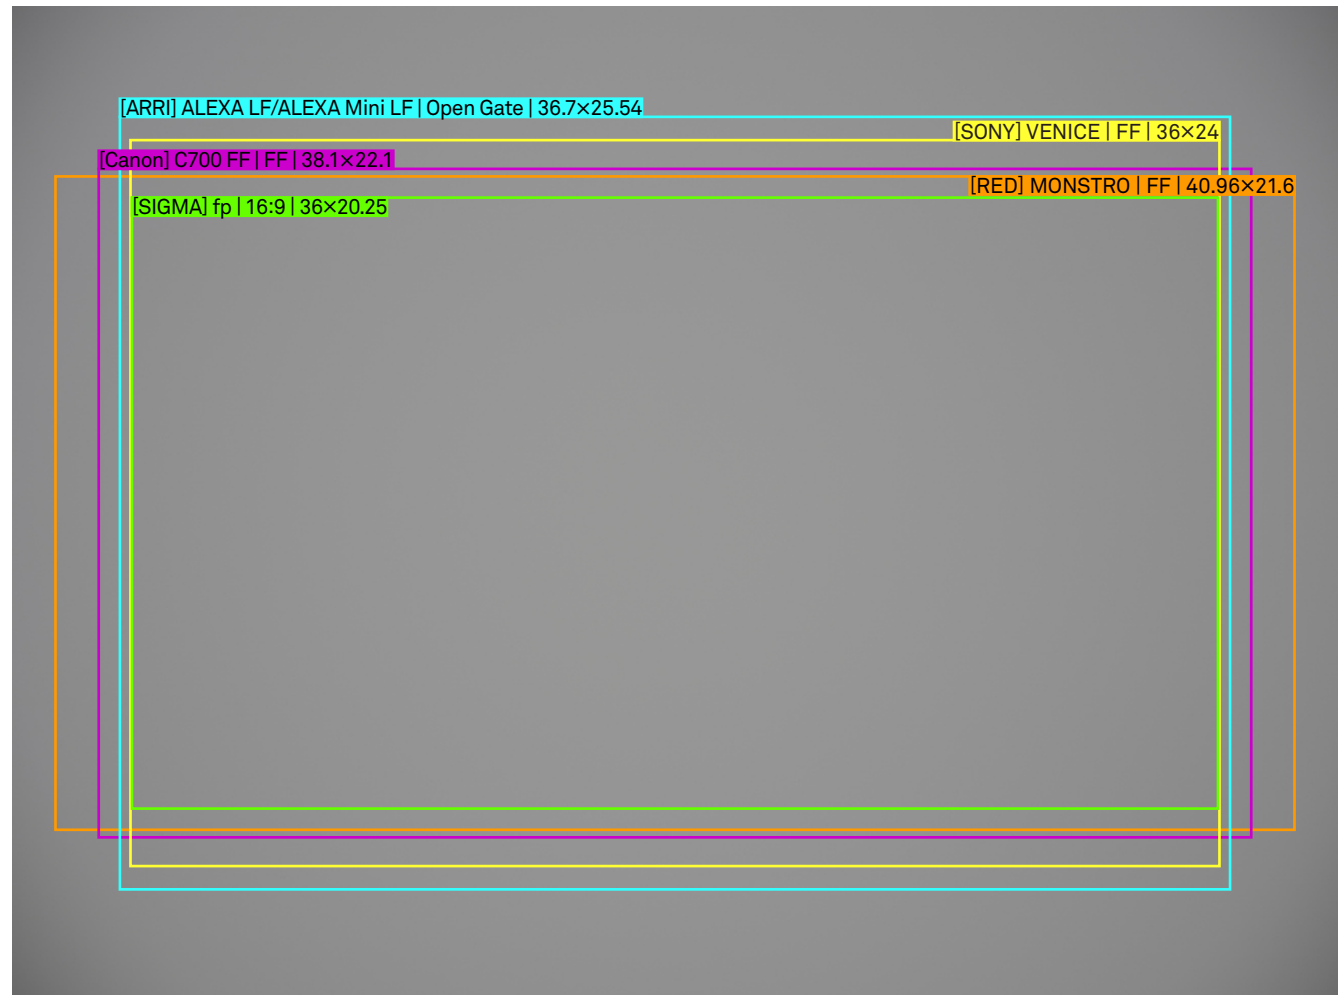 [ARRI] ALEXA LF/ALEXA Mini LF | Open Gate | 36.7×25.54
[SONY] VENICE | FF | 36×24
[Canon] C700 FF | FF | 38.1×22.1
[RED] MONSTRO | FF | 40.96×21.6
[SIGMA] fp | 16:9 | 36×20.25